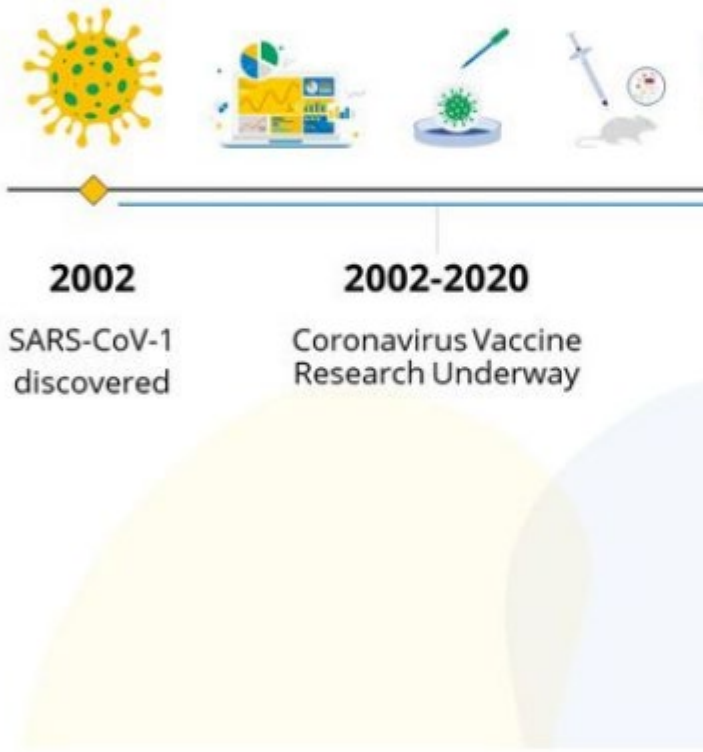 2002
SARS-CoV-1
discovered
2002-2020
Coronavirus Vaccine
Research Underway